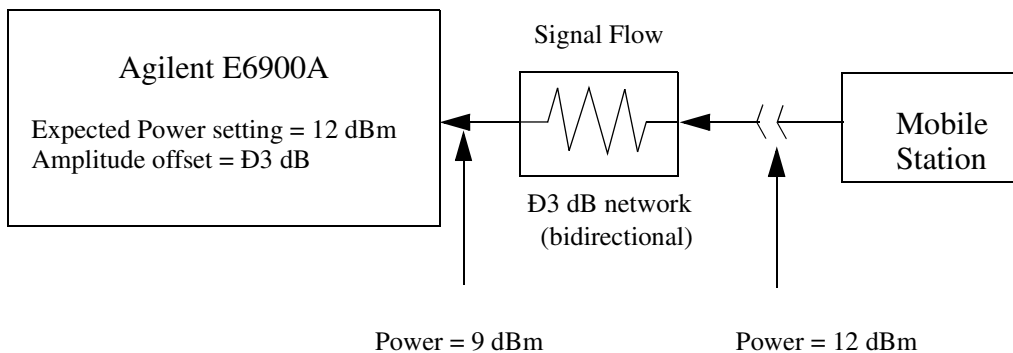 Signal Flow
Agilent E6900A
Expected Power setting = 12 dBm
Amplitude offset = Ð3 dB
Mobile
Station
Ð3 dB network
(bidirectional)
Power = 9 dBm
Power = 12 dBm